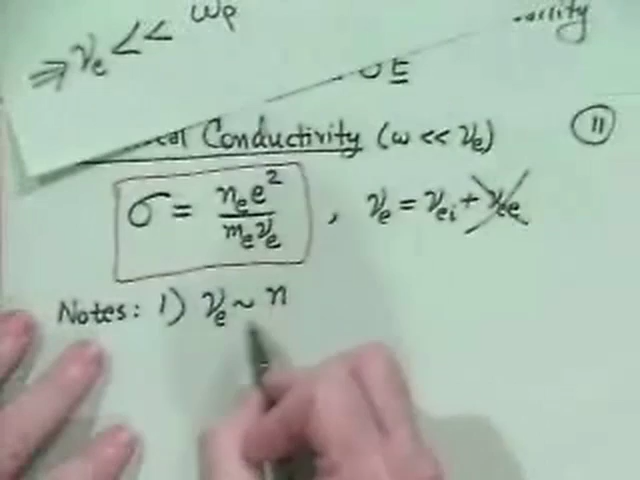 ⇒ νe << ωp
E
Conductivity (ω << νe)
11
σ = nee²/meνe , νe = νei + νee
Notes: 1) νe ~ n